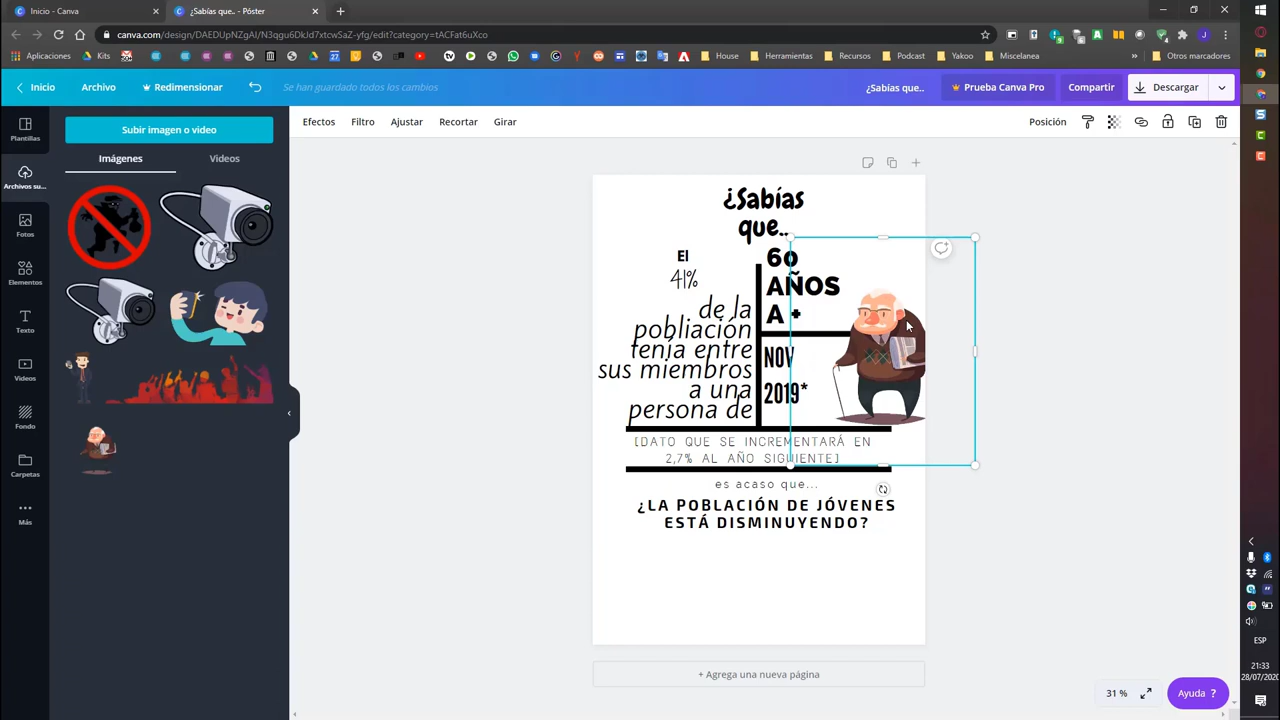 Inicio - Canva
¿Sabías que.. - Póster
canva.com/design/DAEDUpNZgAI/N3qgu6DkJd7xtcwSaZ-yfg/edit?category=tACFat6uXco
Aplicaciones
Kits
House
Herramientas
Recursos
Podcast
Yakoo
Miscelanea
Otros marcadores
Inicio
Archivo
Redimensionar
Se han guardado todos los cambios
¿Sabías que..
Prueba Canva Pro
Compartir
Descargar
Plantillas
Archivos su...
Fotos
Elementos
Texto
Videos
Fondo
Carpetas
Más
Subir imagen o video
Imágenes
Videos
Efectos
Filtro
Ajustar
Recortar
Girar
Posición
¿Sabías
que..
El
41%
de la
pobliación
tenía entre
sus miembros
a una
persona de
60
AÑOS
A +
NOV
2019*
[DATO QUE SE INCREMENTARÁ EN
2,7% AL AÑO SIGUIENTE]
es acaso que...
¿LA POBLACIÓN DE JÓVENES
ESTÁ DISMINUYENDO?
+ Agrega una nueva página
31 %
Ayuda ?
ESP
21:33
28/07/2020